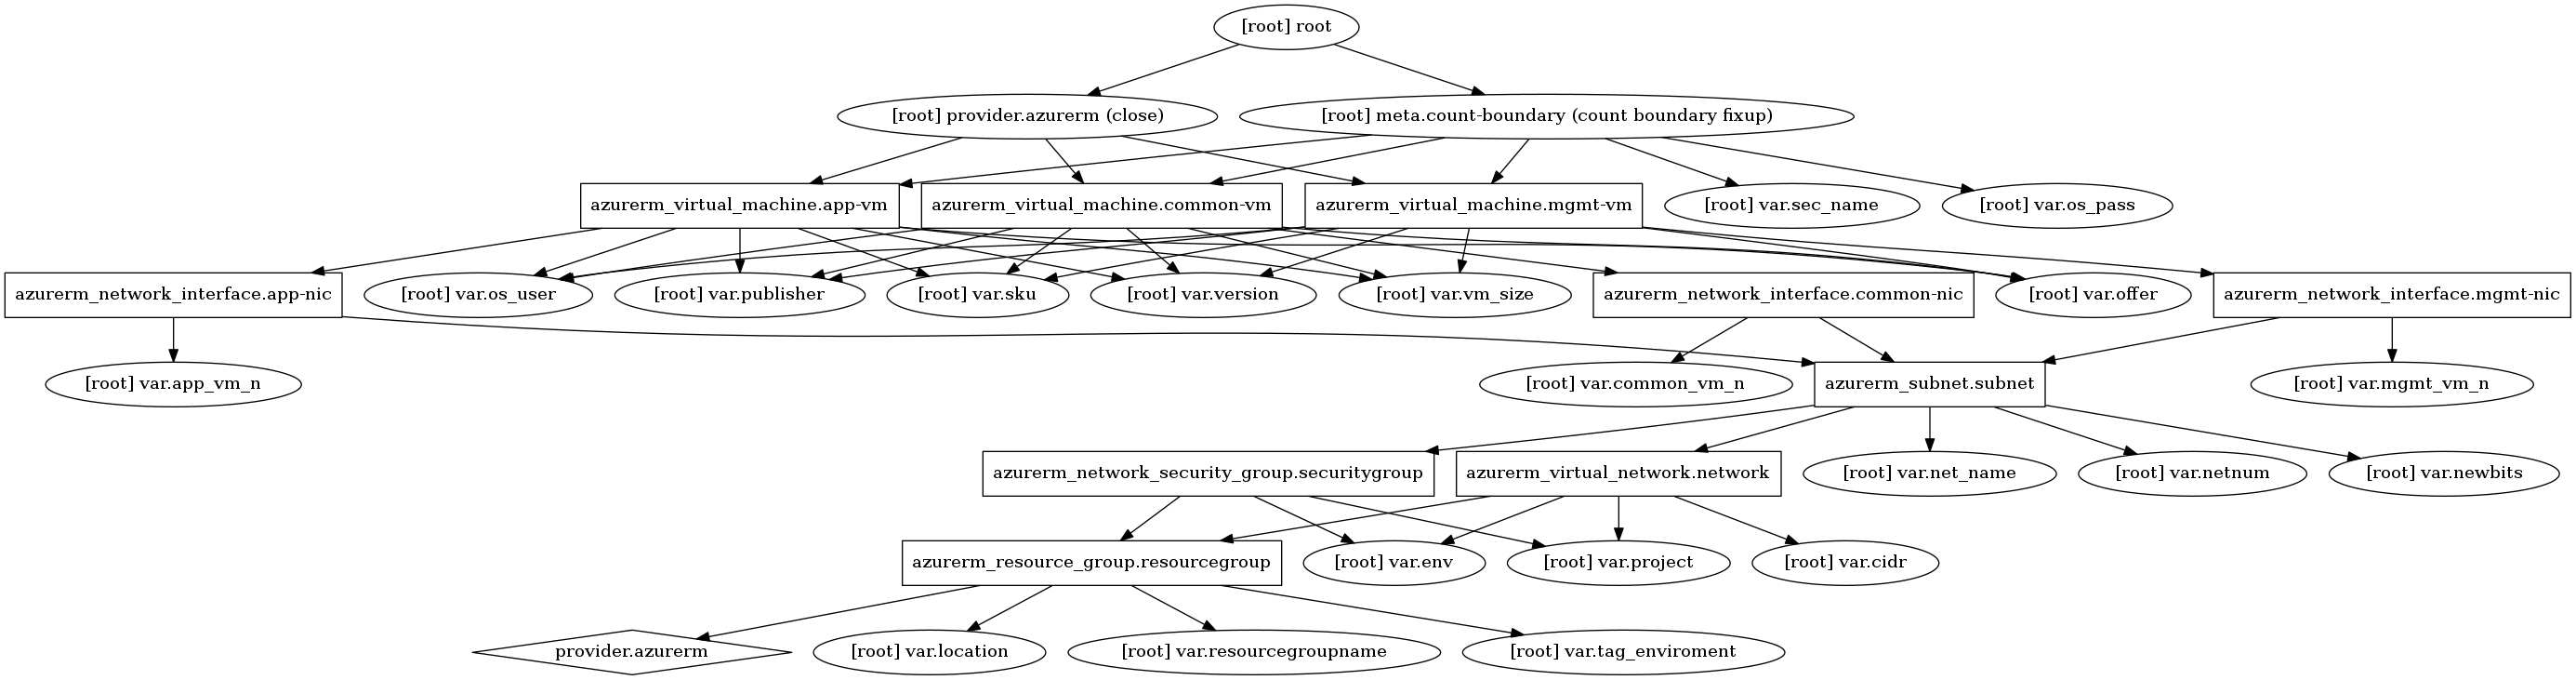 [root] root
[root] provider.azurerm (close)
[root] meta.count-boundary (count boundary fixup)
azurerm_virtual_machine.app-vm
azurerm_virtual_machine.common-vm
azurerm_virtual_machine.mgmt-vm
[root] var.sec_name
[root] var.os_pass
azurerm_network_interface.app-nic
[root] var.os_user
[root] var.publisher
[root] var.sku
[root] var.version
[root] var.vm_size
azurerm_network_interface.common-nic
[root] var.offer
azurerm_network_interface.mgmt-nic
[root] var.app_vm_n
[root] var.common_vm_n
azurerm_subnet.subnet
[root] var.mgmt_vm_n
azurerm_network_security_group.securitygroup
azurerm_virtual_network.network
[root] var.net_name
[root] var.netnum
[root] var.newbits
azurerm_resource_group.resourcegroup
[root] var.env
[root] var.project
[root] var.cidr
provider.azurerm
[root] var.location
[root] var.resourcegroupname
[root] var.tag_enviroment